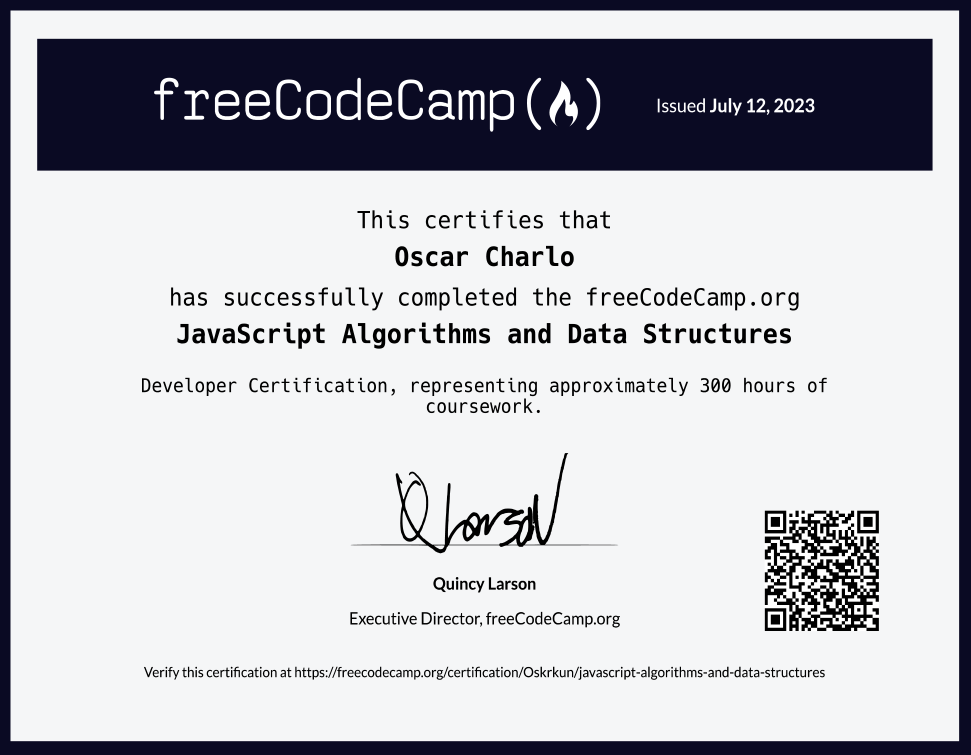 freeCodeCamp
Issued July 12, 2023
This certifies that
Oscar Charlo
has successfully completed the freeCodeCamp.org
JavaScript Algorithms and Data Structures
Developer Certification, representing approximately 300 hours of
coursework.
Q Larson
Quincy Larson
Executive Director, freeCodeCamp.org
Verify this certification at https://freecodecamp.org/certification/Oskrkun/javascript-algorithms-and-data-structures